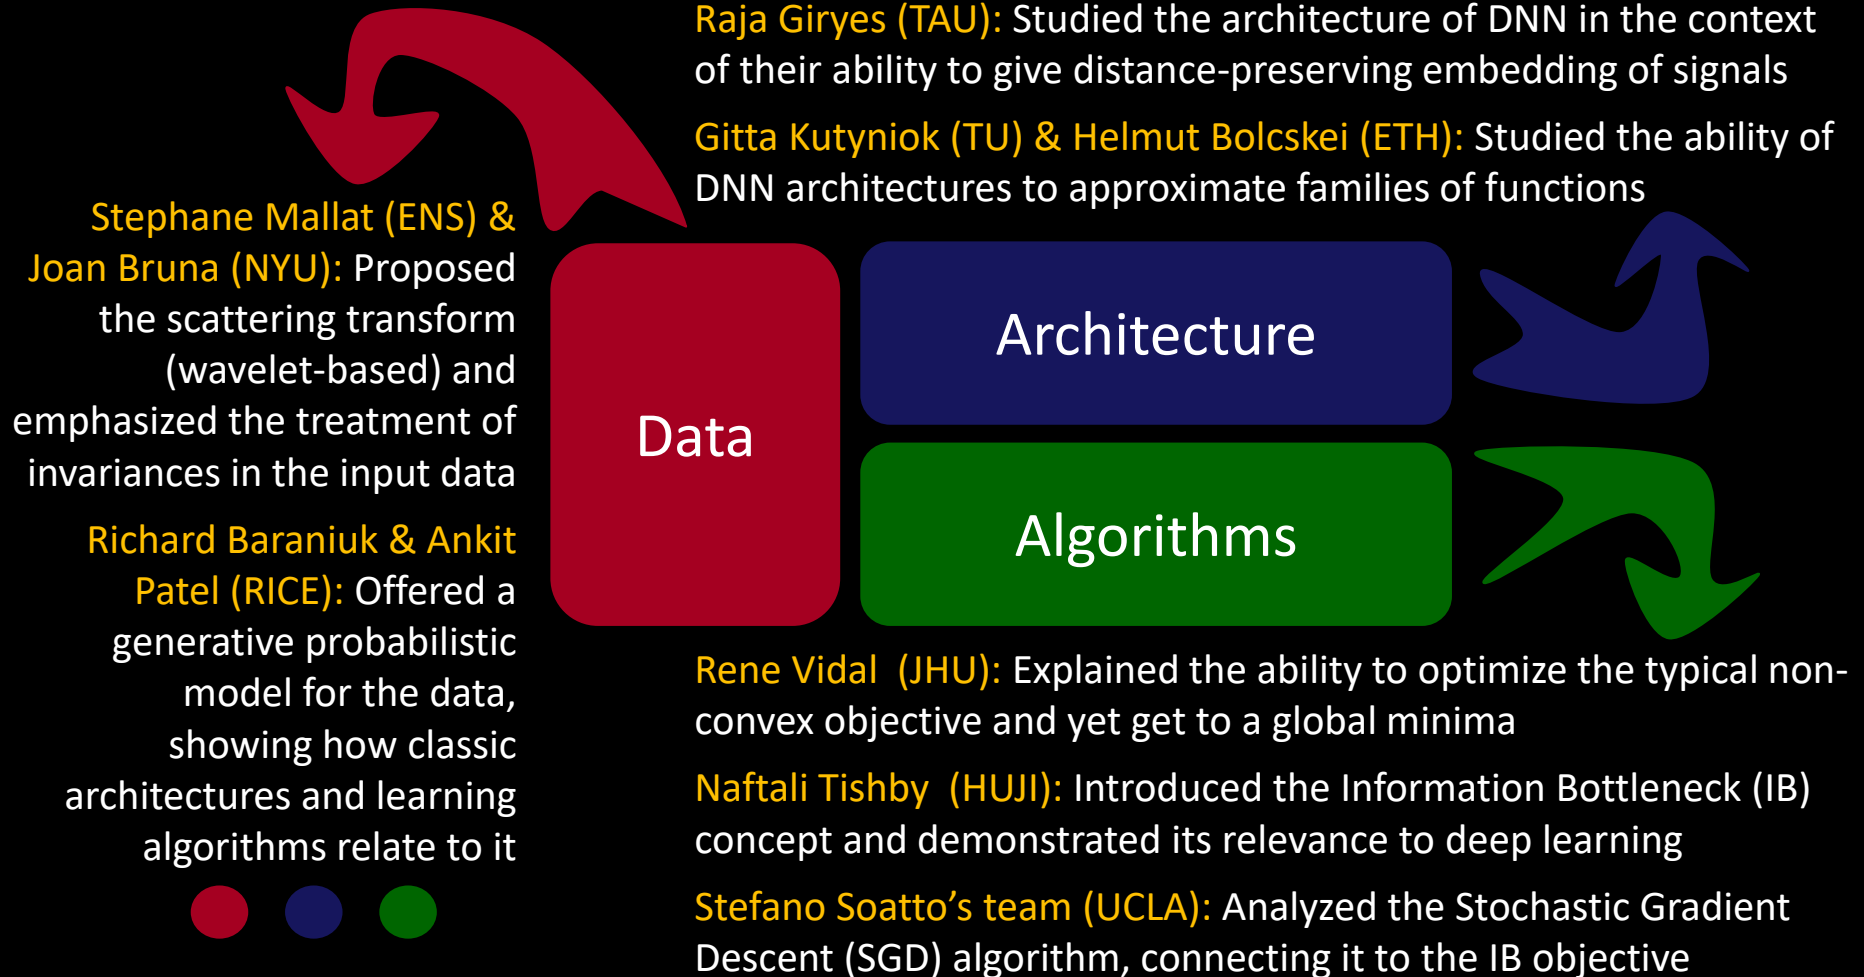 Raja Giryes (TAU): Studied the architecture of DNN in the context
of their ability to give distance-preserving embedding of signals
Gitta Kutyniok (TU) & Helmut Bolcskei (ETH): Studied the ability of
DNN architectures to approximate families of functions
Stephane Mallat (ENS) &
Joan Bruna (NYU): Proposed
the scattering transform
(wavelet-based) and
emphasized the treatment of
invariances in the input data
Richard Baraniuk & Ankit
Patel (RICE): Offered a
generative probabilistic
model for the data,
showing how classic
architectures and learning
algorithms relate to it
Data
Architecture
Algorithms
Rene Vidal (JHU): Explained the ability to optimize the typical non-
convex objective and yet get to a global minima
Naftali Tishby (HUJI): Introduced the Information Bottleneck (IB)
concept and demonstrated its relevance to deep learning
Stefano Soatto’s team (UCLA): Analyzed the Stochastic Gradient
Descent (SGD) algorithm, connecting it to the IB objective